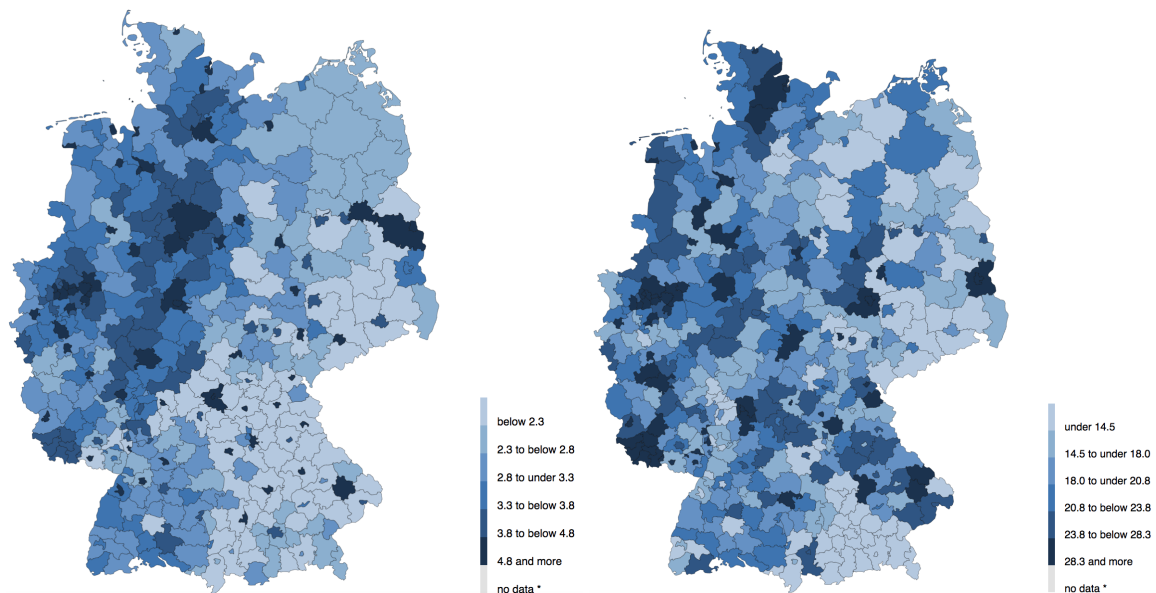 below 2.3
2.3 to below 2.8
2.8 to under 3.3
3.3 to below 3.8
3.8 to below 4.8
4.8 and more
no data *
under 14.5
14.5 to under 18.0
18.0 to under 20.8
20.8 to below 23.8
23.8 to below 28.3
28.3 and more
no data *